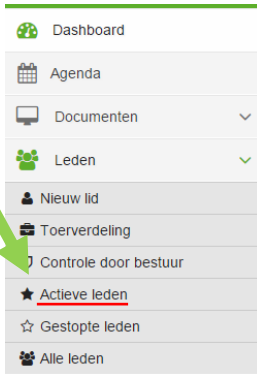 Dashboard
Agenda
Documenten
Leden
Nieuw lid
Toerverdeling
Controle door bestuur
Actieve leden
Gestopte leden
Alle leden